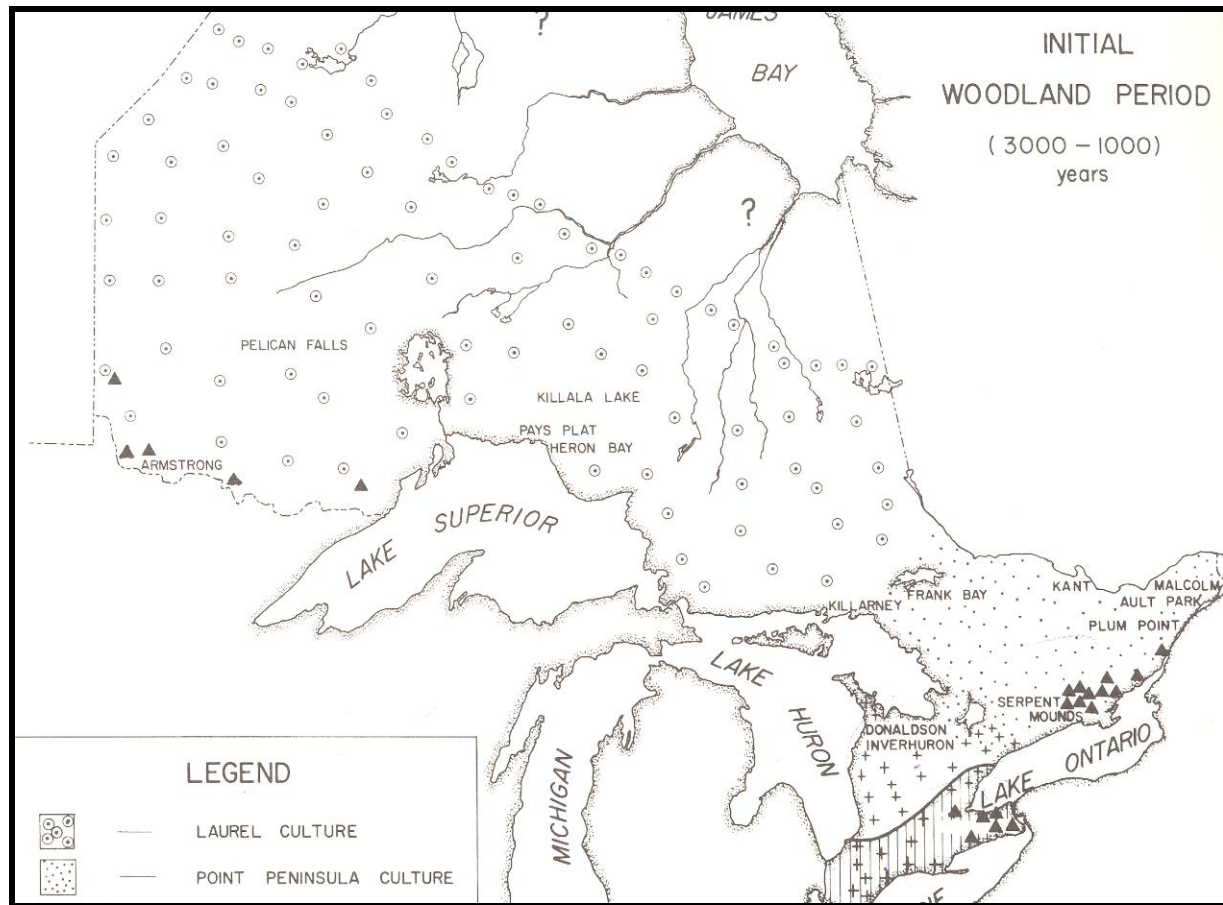 JAMES
BAY
?
INITIAL
WOODLAND PERIOD
(3000 – 1000)
years
?
PELICAN FALLS
KILLALA LAKE
PAYS PLAT
HERON BAY
ARMSTRONG
LAKE SUPERIOR
KILLARNEY
FRANK BAY
KANT
MALCOLM
AULT PARK
PLUM POINT
LAKE HURON
SERPENT
MOUNDS
DONALDSON
INVERHURON
LAKE ONTARIO
MICHIGAN
LEGEND
LAUREL CULTURE
POINT PENINSULA CULTURE